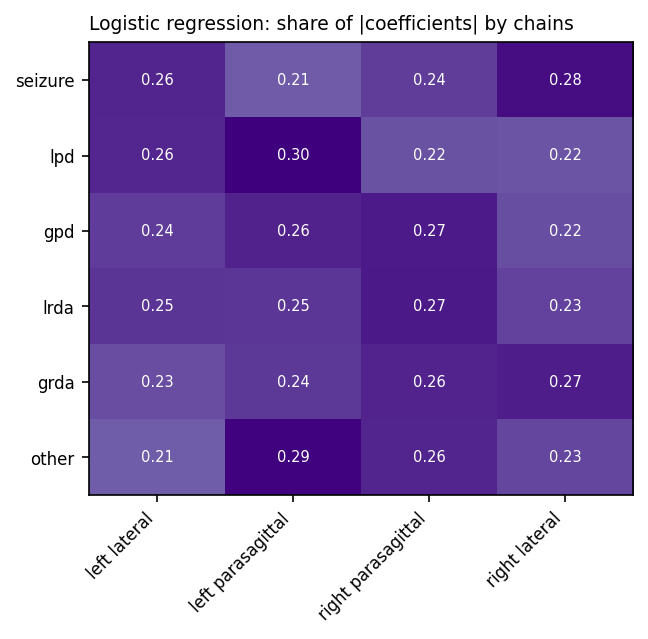 Logistic regression: share of |coefficients| by chains
seizure 0.26 0.21 0.24 0.28
lpd 0.26 0.30 0.22 0.22
gpd 0.24 0.26 0.27 0.22
lrda 0.25 0.25 0.27 0.23
grda 0.23 0.24 0.26 0.27
other 0.21 0.29 0.26 0.23
left lateral
left parasagittal
right parasagittal
right lateral